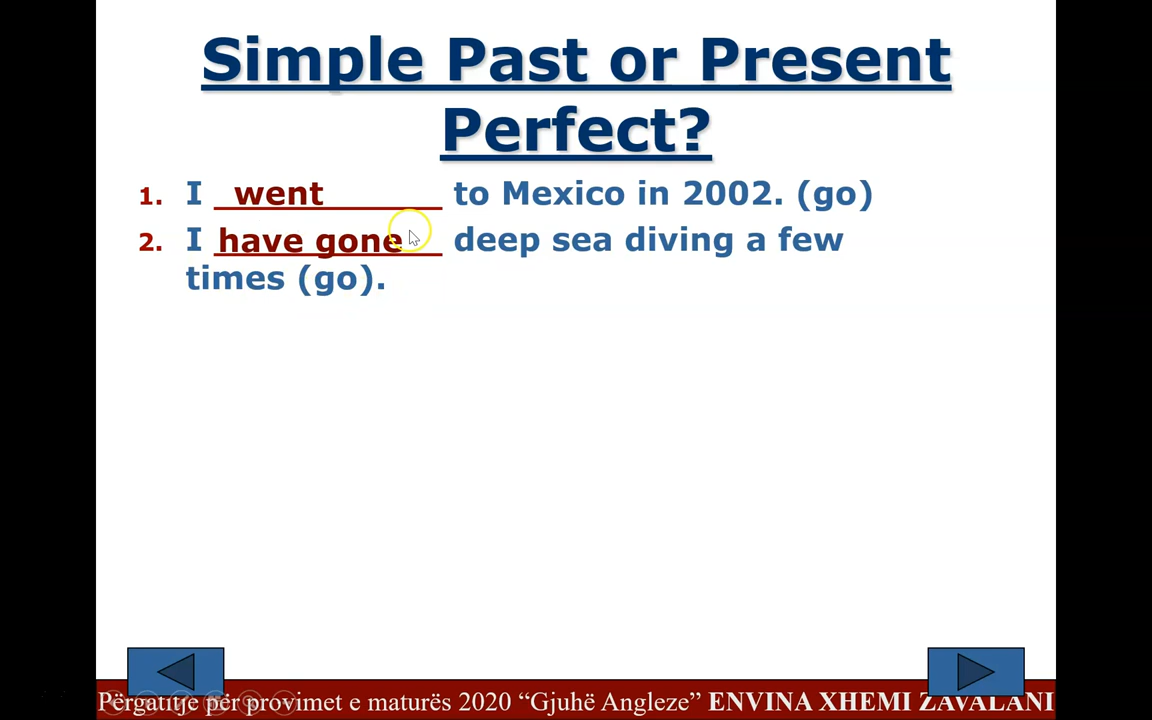 Simple Past or Present
Perfect?
1. I went to Mexico in 2002. (go)
2. I have gone deep sea diving a few
times (go).
Përgatitje për provimet e maturës 2020 “Gjuhë Angleze” ENVINA XHEMI ZAVALANI